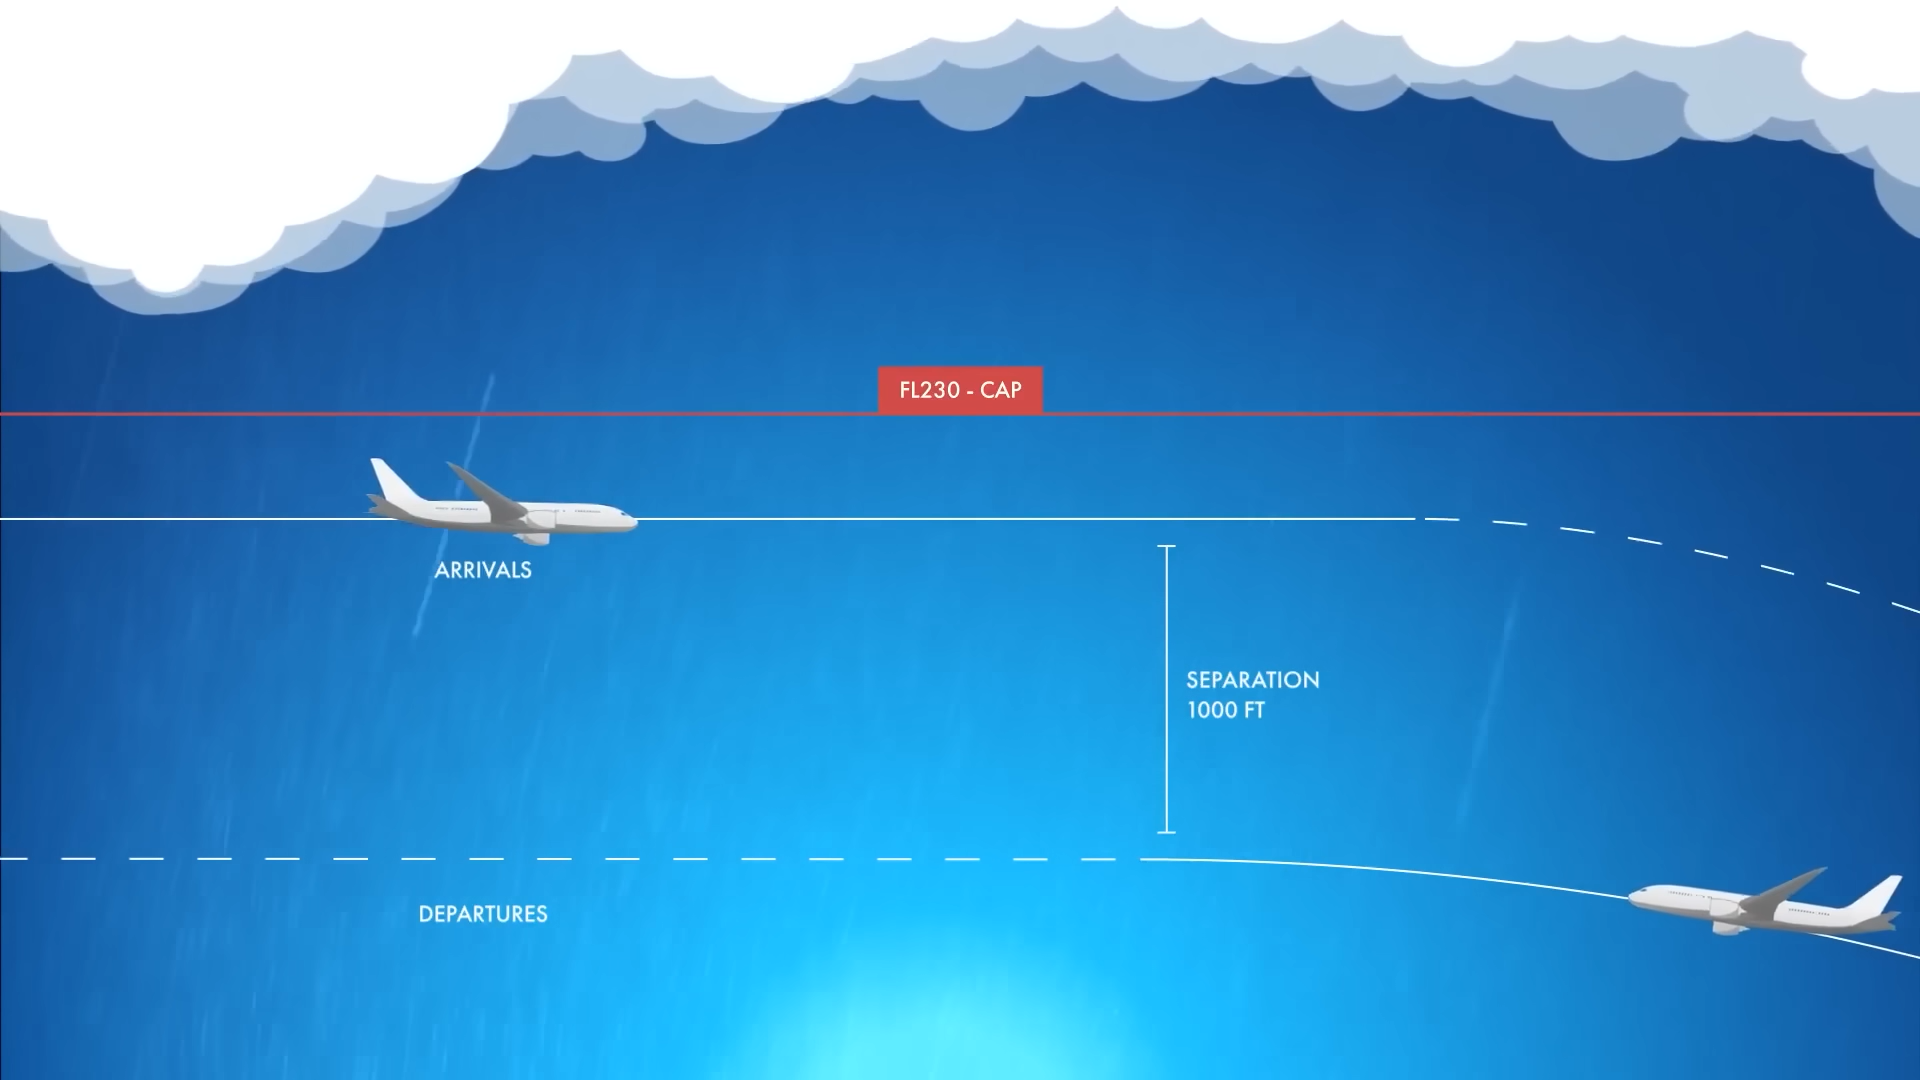 FL230 - CAP
ARRIVALS
SEPARATION
1000 FT
DEPARTURES